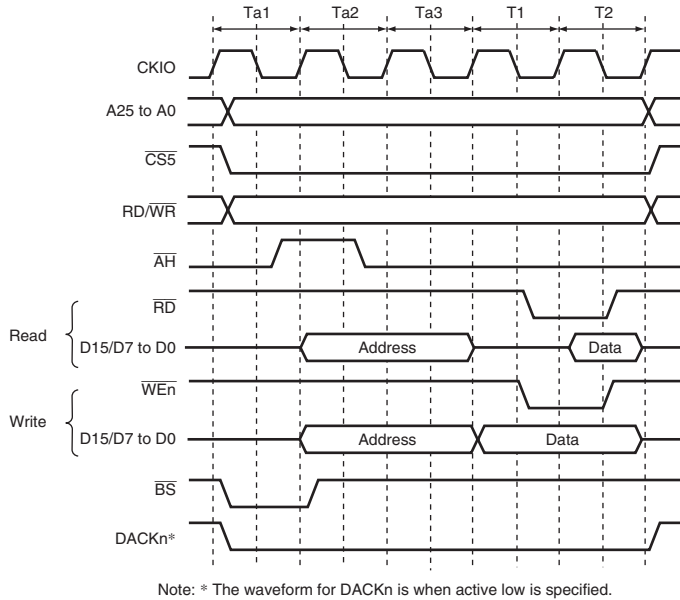 Ta1 Ta2 Ta3 T1 T2
CKIO
A25 to A0
CS5
RD/WR
AH
RD
Read
D15/D7 to D0 Address Data
WEn
Write
D15/D7 to D0 Address Data
BS
DACKn*
Note: * The waveform for DACKn is when active low is specified.